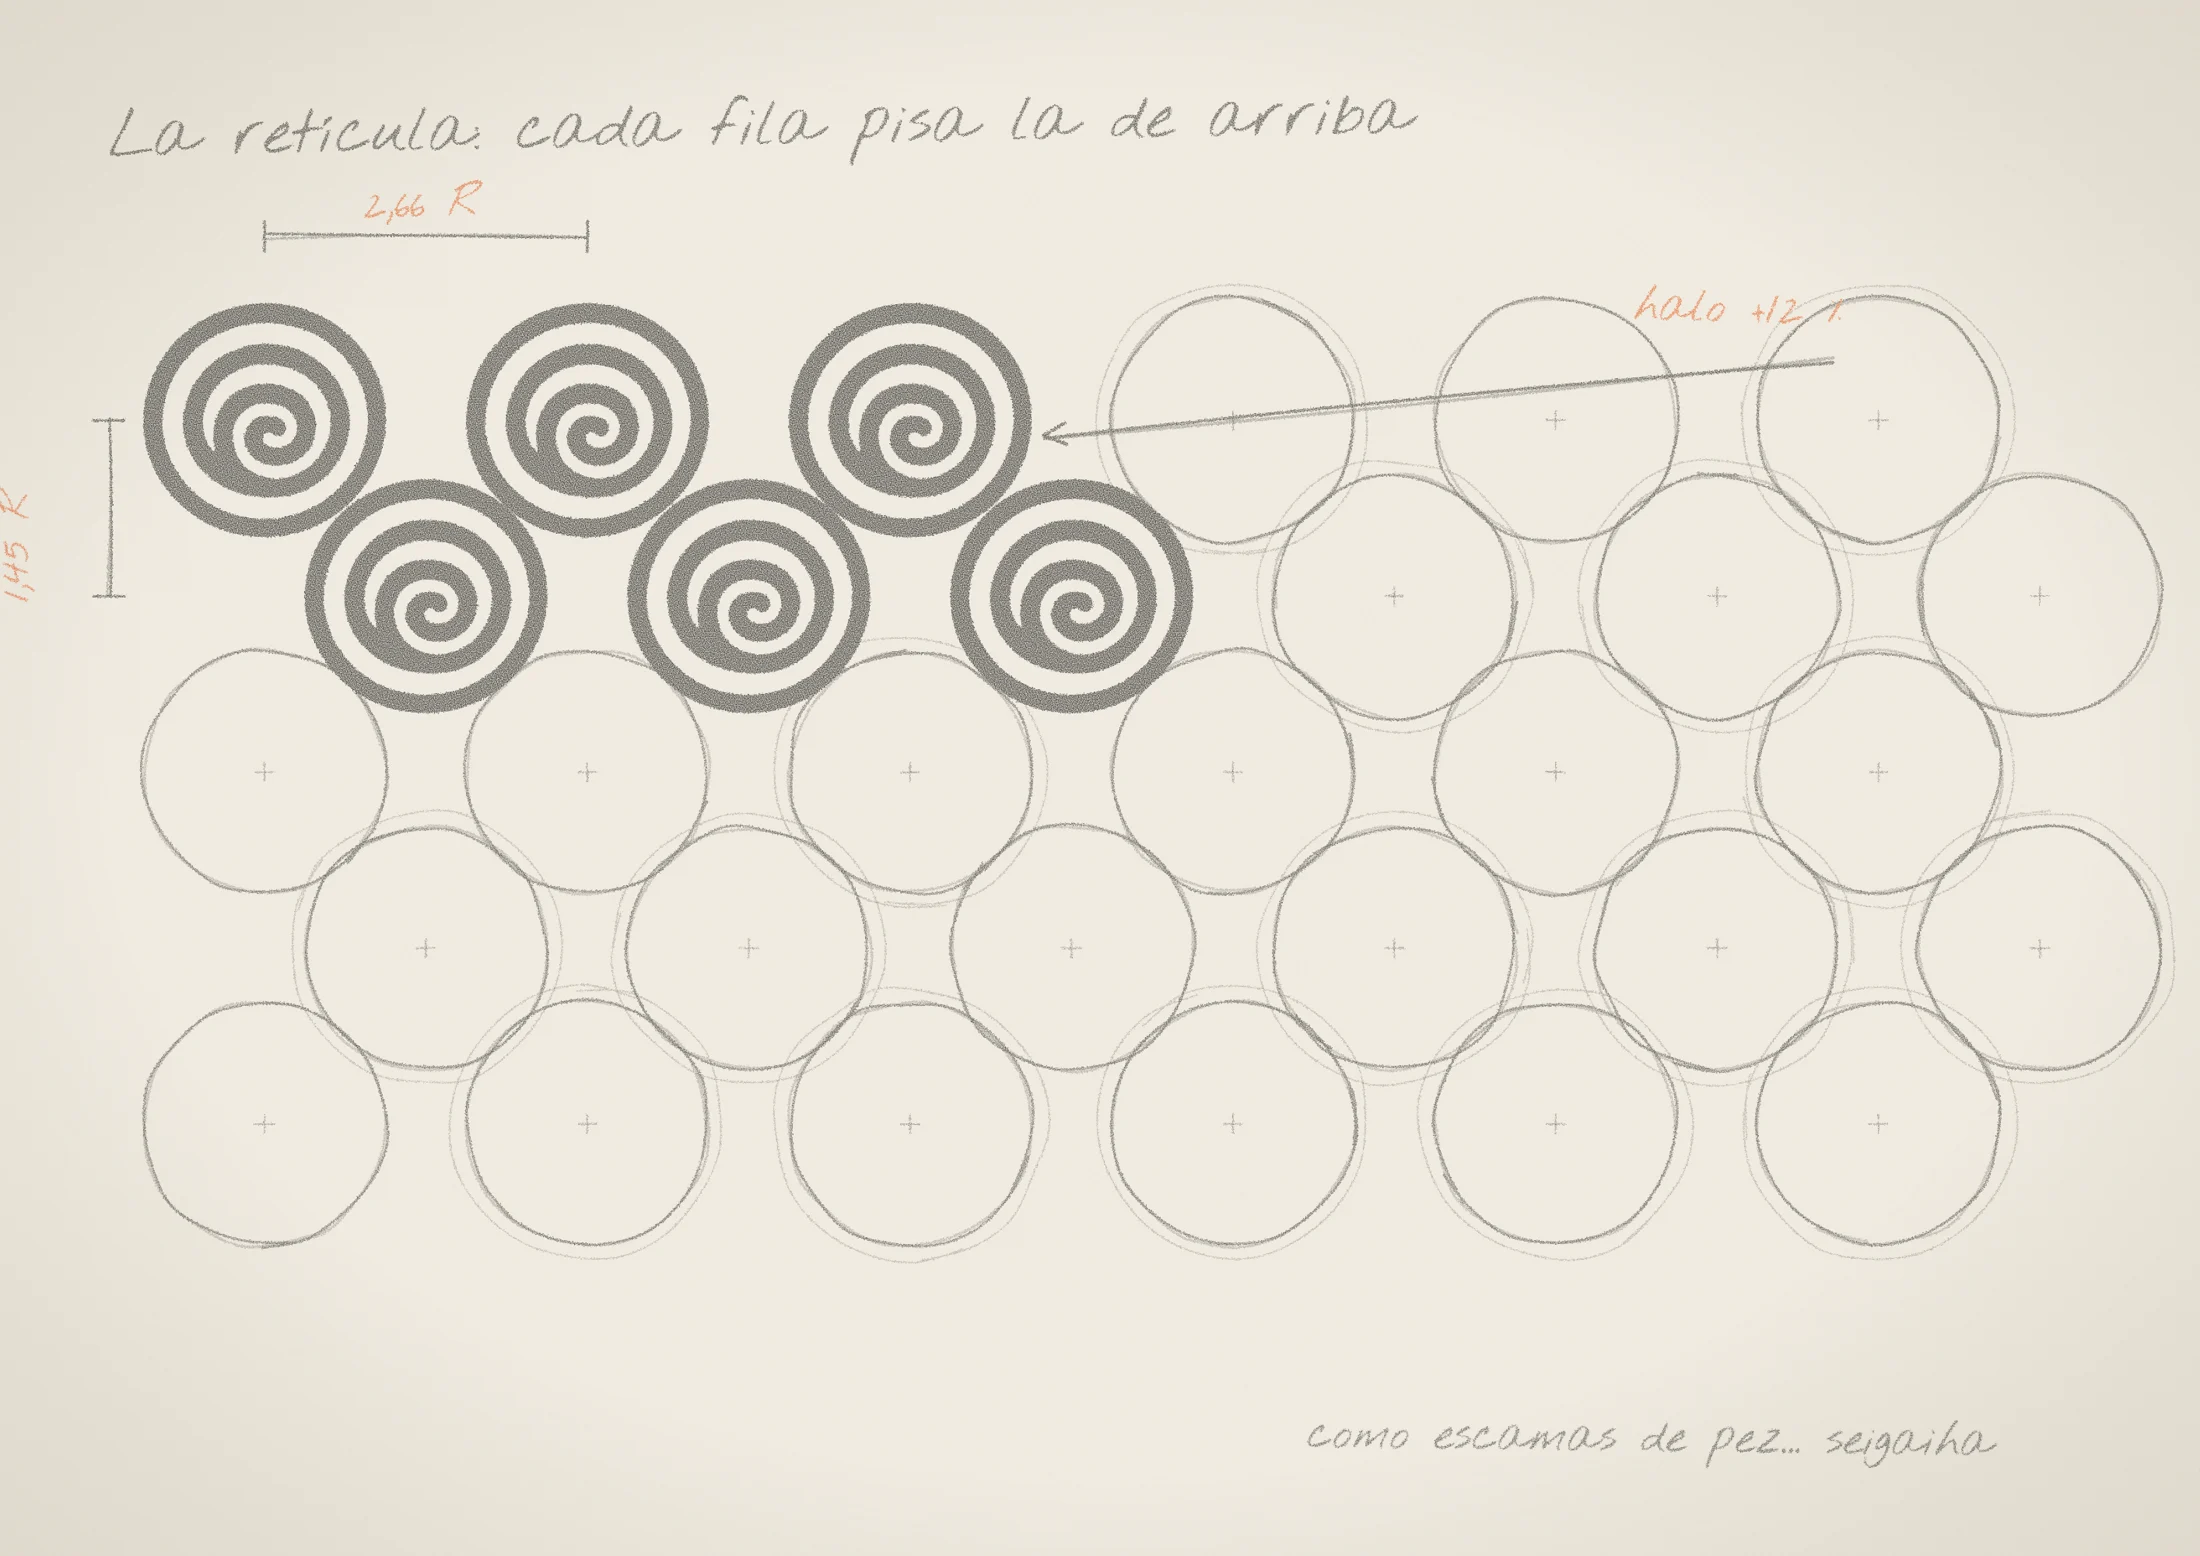 La retícula: cada fila pisa la de arriba
2,66 R
halo +12 %
1,45 R
como escamas de pez... seigaiha